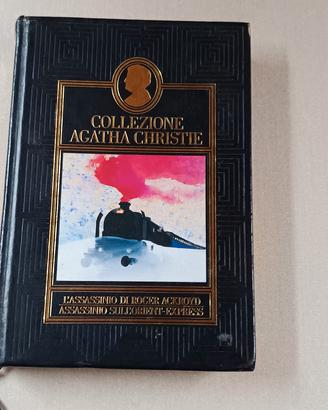 COLLEZIONE
AGATHA CHRISTIE
L'ASSASSINIO DI ROGER ACKROYD
ASSASSINIO SULL'ORIENT-EXPRESS